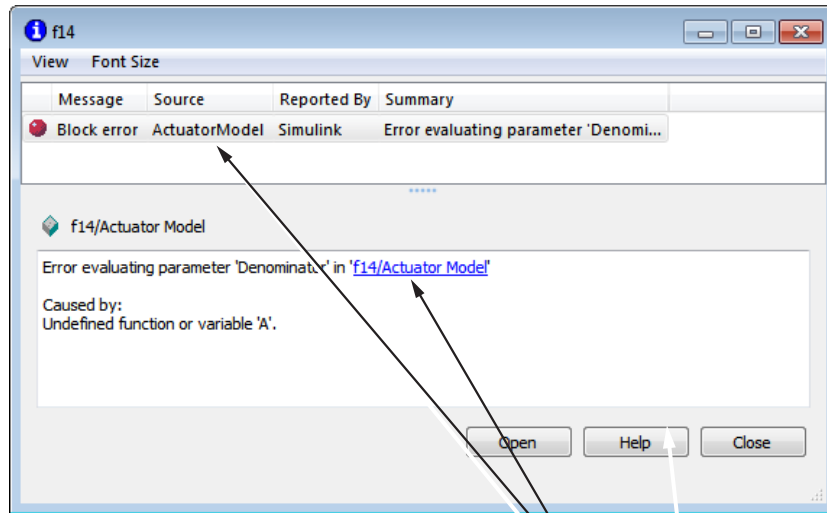 f14
View Font Size
Message Source Reported By Summary
Block error ActuatorModel Simulink Error evaluating parameter 'Denomi...
f14/Actuator Model
Error evaluating parameter 'Denominator' in 'f14/Actuator Model'
Caused by:
Undefined function or variable 'A'.
Open Help Close